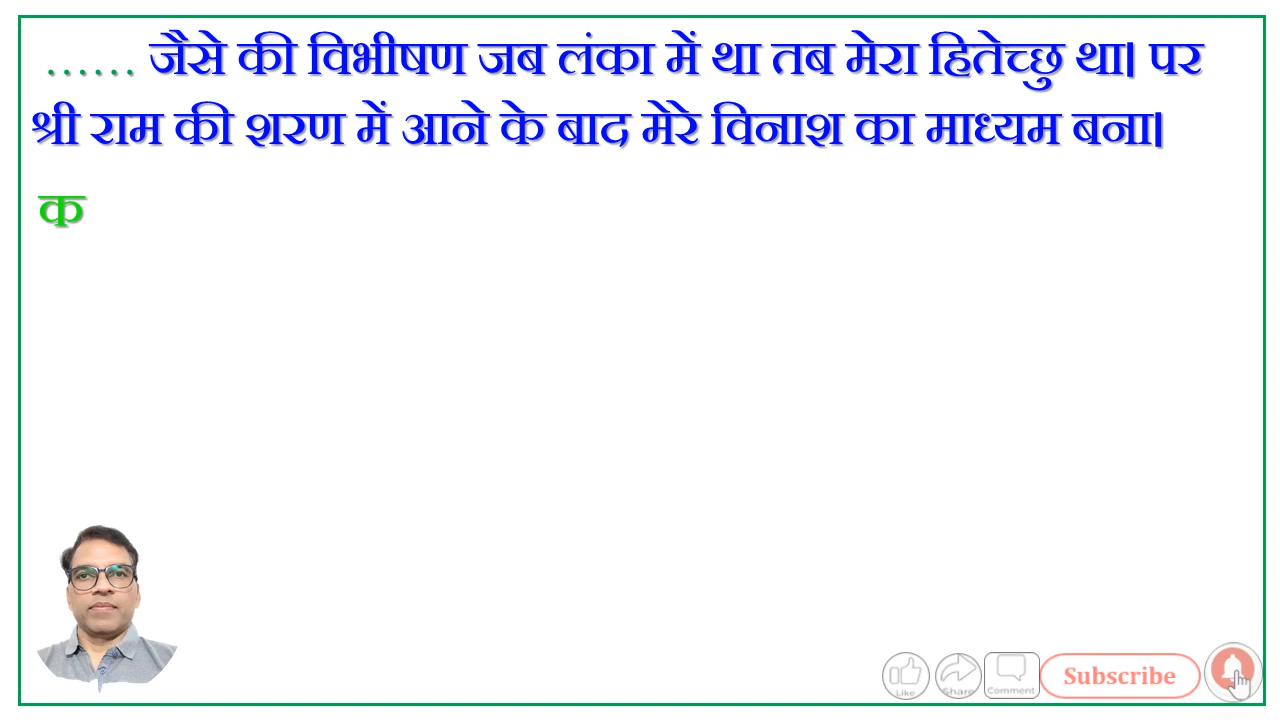 ...... जैसे की विभीषण जब लंका में था तब मेरा हितेच्छु था। पर
श्री राम की शरण में आने के बाद मेरे विनाश का माध्यम बना।
क
Like Share Comment Subscribe